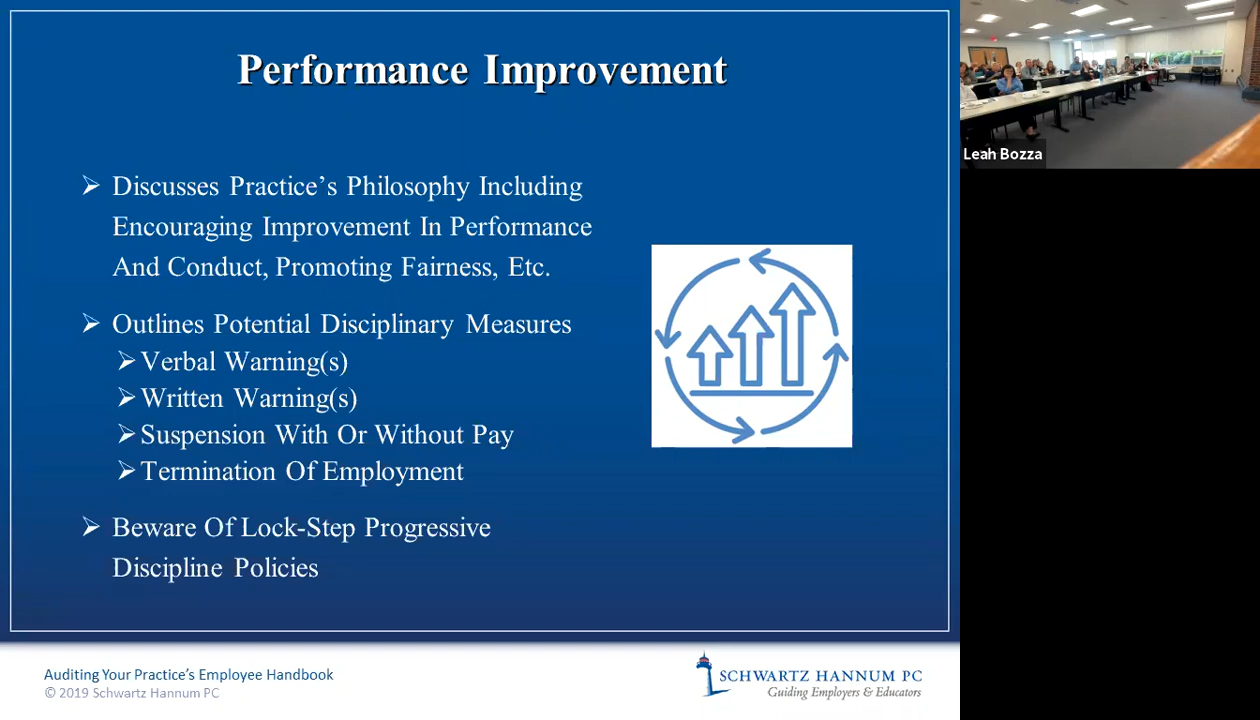 Performance Improvement
➢ Discusses Practice's Philosophy Including
Encouraging Improvement In Performance
And Conduct, Promoting Fairness, Etc.
➢ Outlines Potential Disciplinary Measures
➢ Verbal Warning(s)
➢ Written Warning(s)
➢ Suspension With Or Without Pay
➢ Termination Of Employment
➢ Beware Of Lock-Step Progressive
Discipline Policies
Auditing Your Practice's Employee Handbook
© 2019 Schwartz Hannum PC
SCHWARTZ HANNUM PC
Guiding Employers & Educators
Leah Bozza